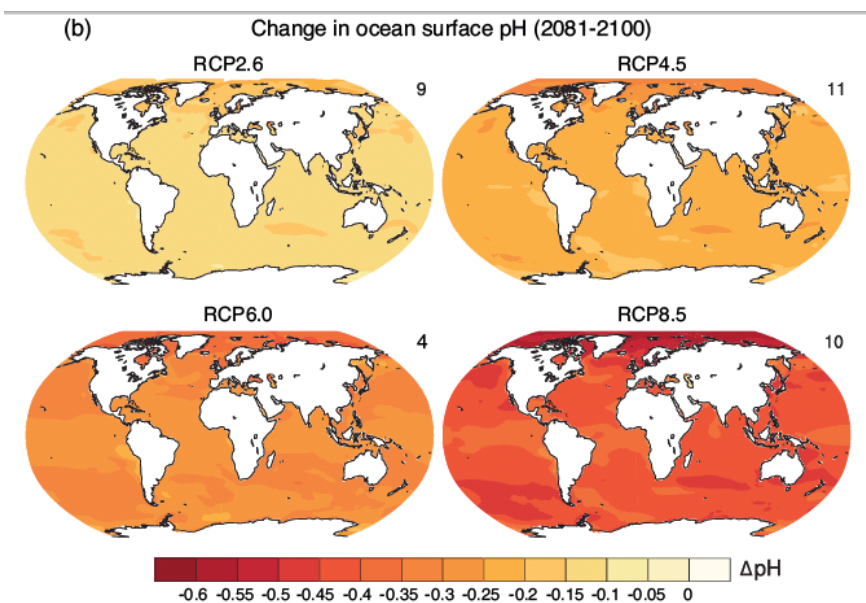 (b) Change in ocean surface pH (2081-2100)
RCP2.6 RCP4.5
9 11
RCP6.0 RCP8.5
4 10
-0.6 -0.55 -0.5 -0.45 -0.4 -0.35 -0.3 -0.25 -0.2 -0.15 -0.1 -0.05 0 ΔpH